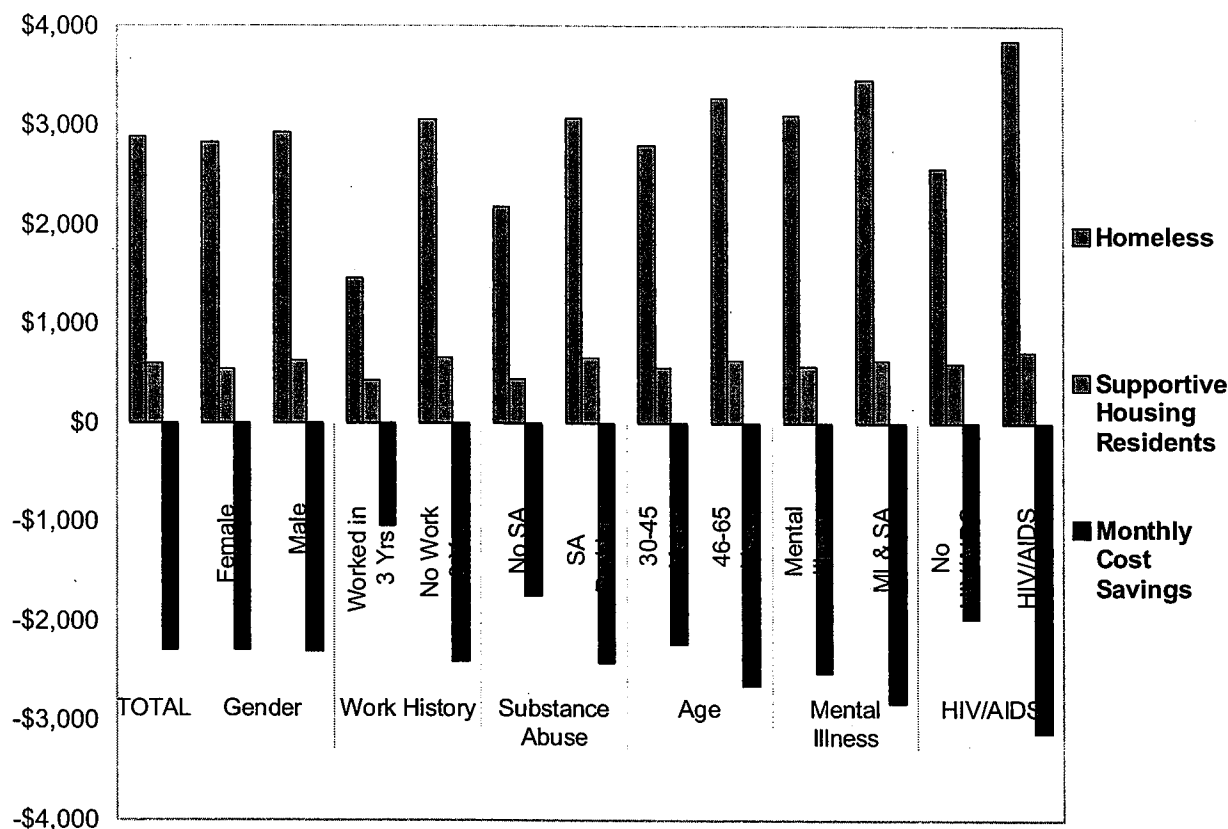 $4,000
$3,000
$2,000
$1,000
$0
-$1,000
-$2,000
-$3,000
-$4,000
Female
Male
Worked in
3 Yrs
No Work
No SA
SA
30-45
46-65
Mental
MI & SA
No
HIV/AIDS
HIV/AIDS
TOTAL
Gender
Work History
Substance
Abuse
Age
Mental
Illness
HIV/AIDS
Homeless
Supportive
Housing
Residents
Monthly
Cost
Savings